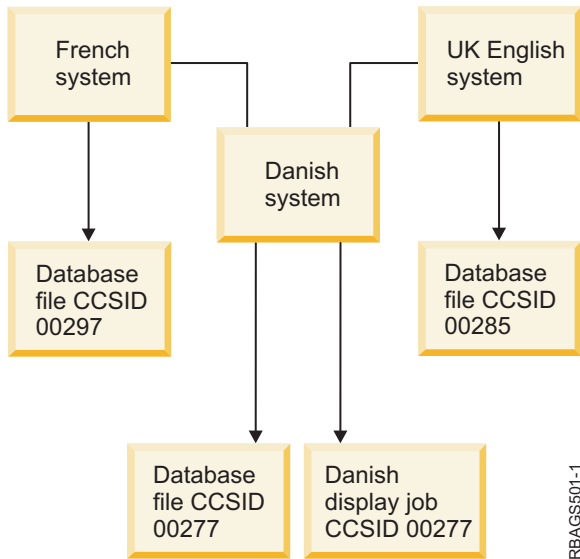 French
system
UK English
system
Danish
system
Database
file CCSID
00297
Database
file CCSID
00285
Database
file CCSID
00277
Danish
display job
CCSID 00277
RBAGS501-1